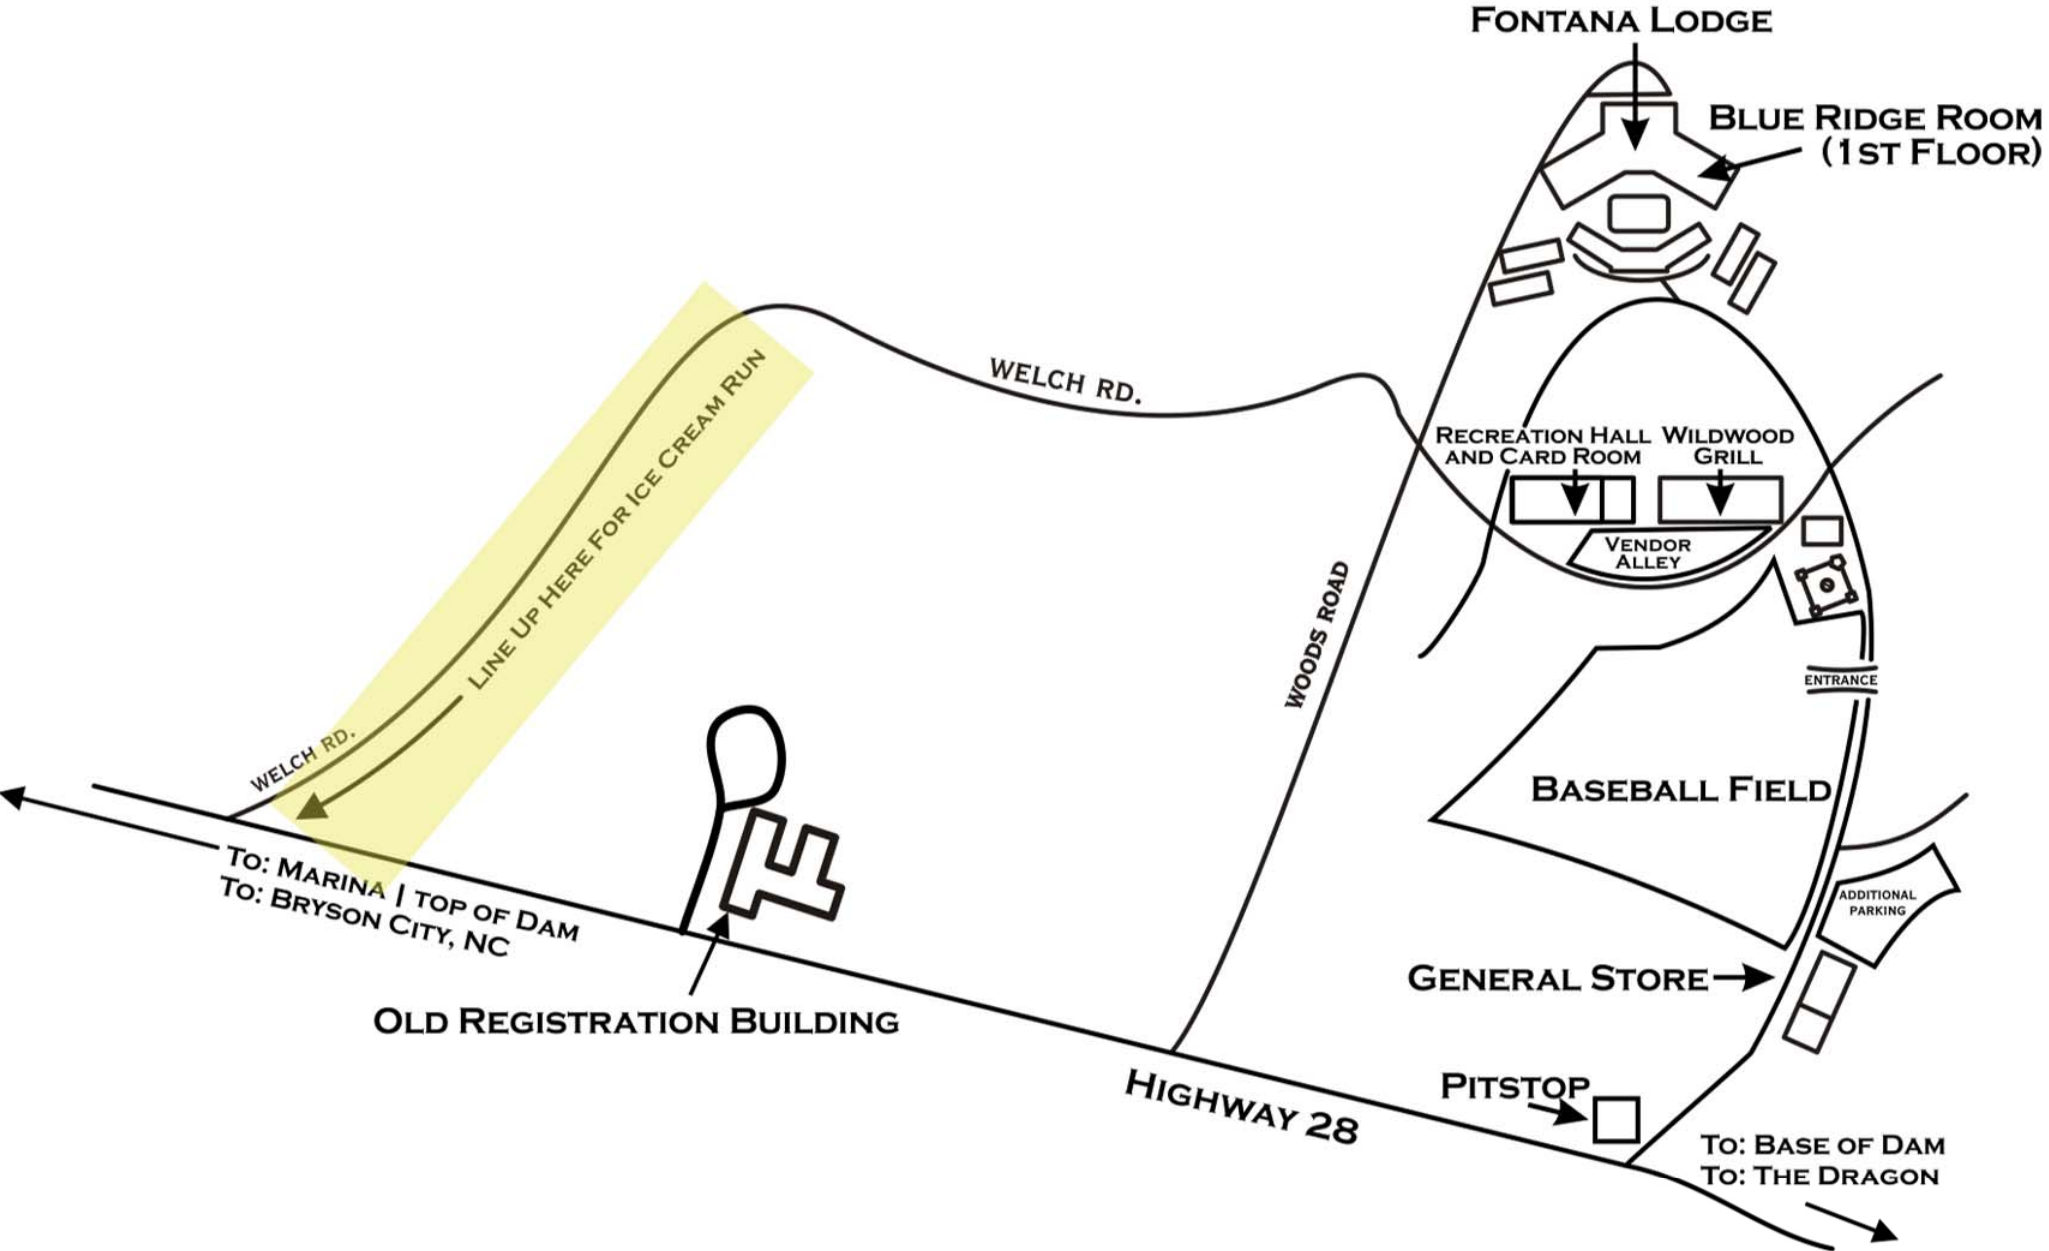 FONTANA LODGE
BLUE RIDGE ROOM
(1ST FLOOR)
WELCH RD.
LINE UP HERE FOR ICE CREAM RUN
RECREATION HALL
AND CARD ROOM
WILDWOOD
GRILL
VENDOR
ALLEY
WOODS ROAD
ENTRANCE
WELCH RD.
BASEBALL FIELD
TO: MARINA | TOP OF DAM
TO: BRYSON CITY, NC
ADDITIONAL
PARKING
GENERAL STORE
OLD REGISTRATION BUILDING
HIGHWAY 28
PITSTOP
TO: BASE OF DAM
TO: THE DRAGON